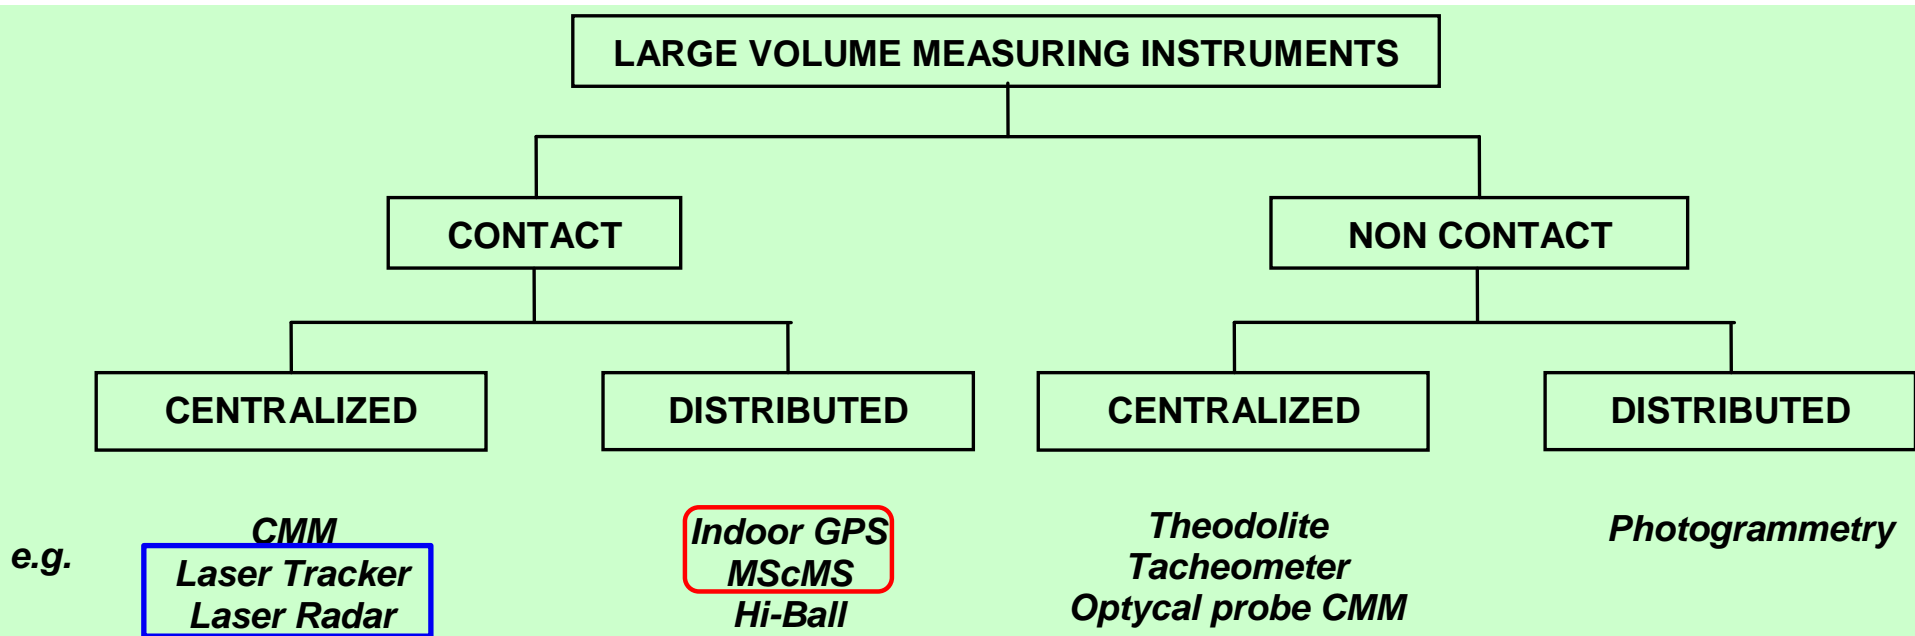 LARGE VOLUME MEASURING INSTRUMENTS
CONTACT
NON CONTACT
CENTRALIZED
DISTRIBUTED
CENTRALIZED
DISTRIBUTED
e.g.
CMM
Laser Tracker
Laser Radar
Indoor GPS
MScMS
Hi-Ball
Theodolite
Tacheometer
Optycal probe CMM
Photogrammetry